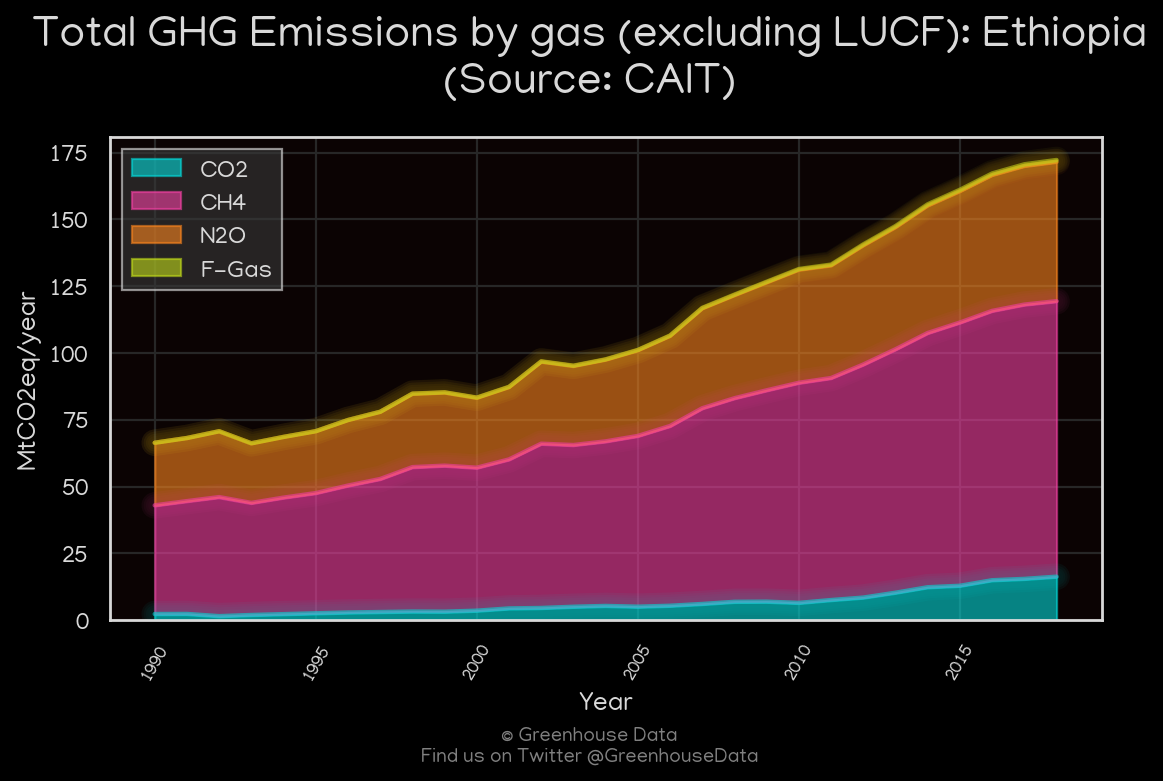 Total GHG Emissions by gas (excluding LUCF): Ethiopia
(Source: CAIT)
CO2
CH4
N2O
F-Gas
175
150
125
100
75
50
25
0
MtCO2eq/year
1990
1995
2000
2005
2010
2015
Year
© Greenhouse Data
Find us on Twitter @GreenhouseData